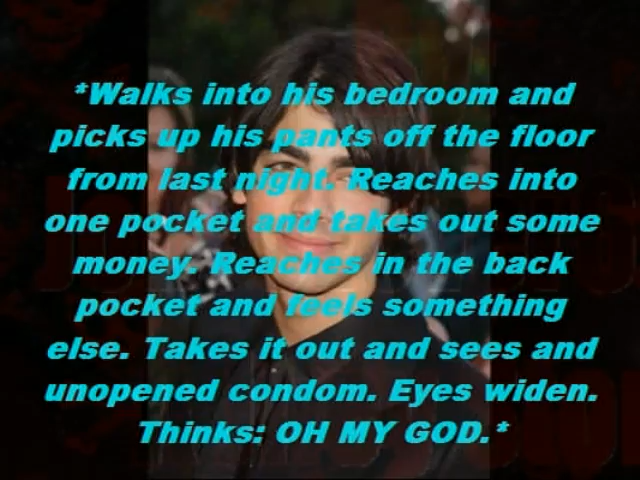 *Walks into his bedroom and
picks up his pants off the floor
from last night. Reaches into
one pocket and takes out some
money. Reaches in the back
pocket and feels something
else. Takes it out and sees and
unopened condom. Eyes widen.
Thinks: OH MY GOD.*